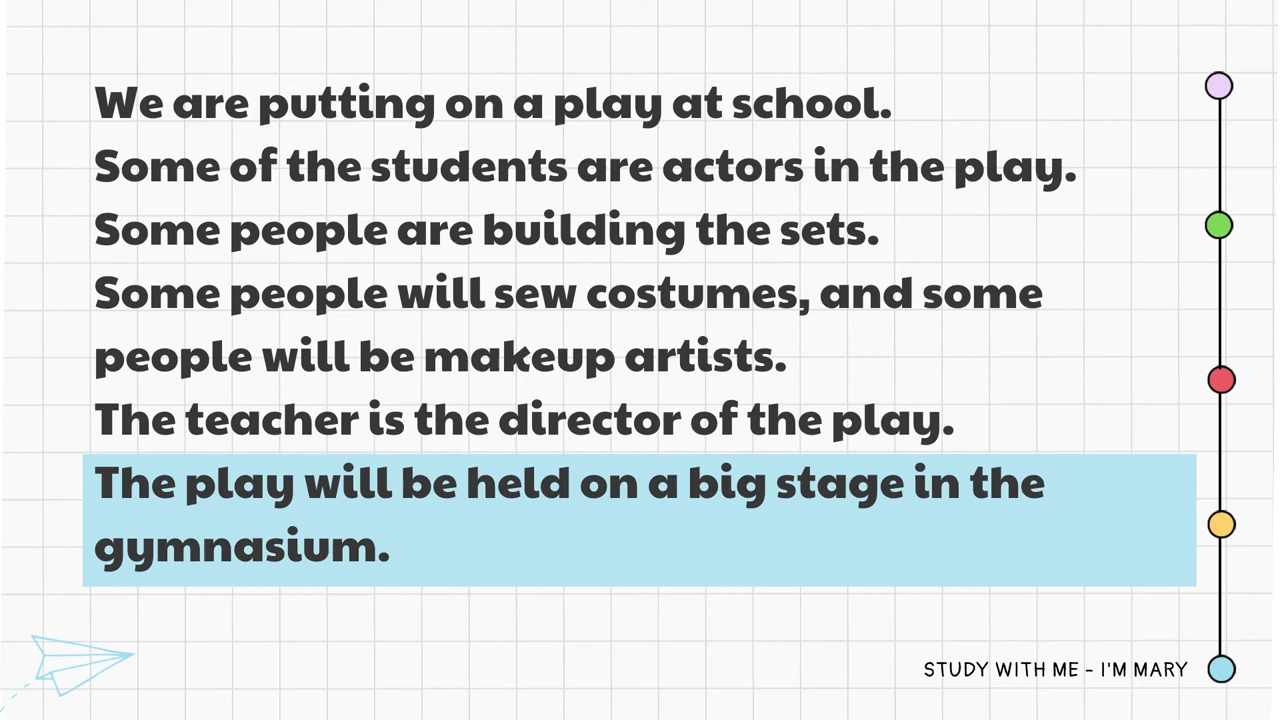 We are putting on a play at school.
Some of the students are actors in the play.
Some people are building the sets.
Some people will sew costumes, and some
people will be makeup artists.
The teacher is the director of the play.
The play will be held on a big stage in the
gymnasium.
STUDY WITH ME - I'M MARY